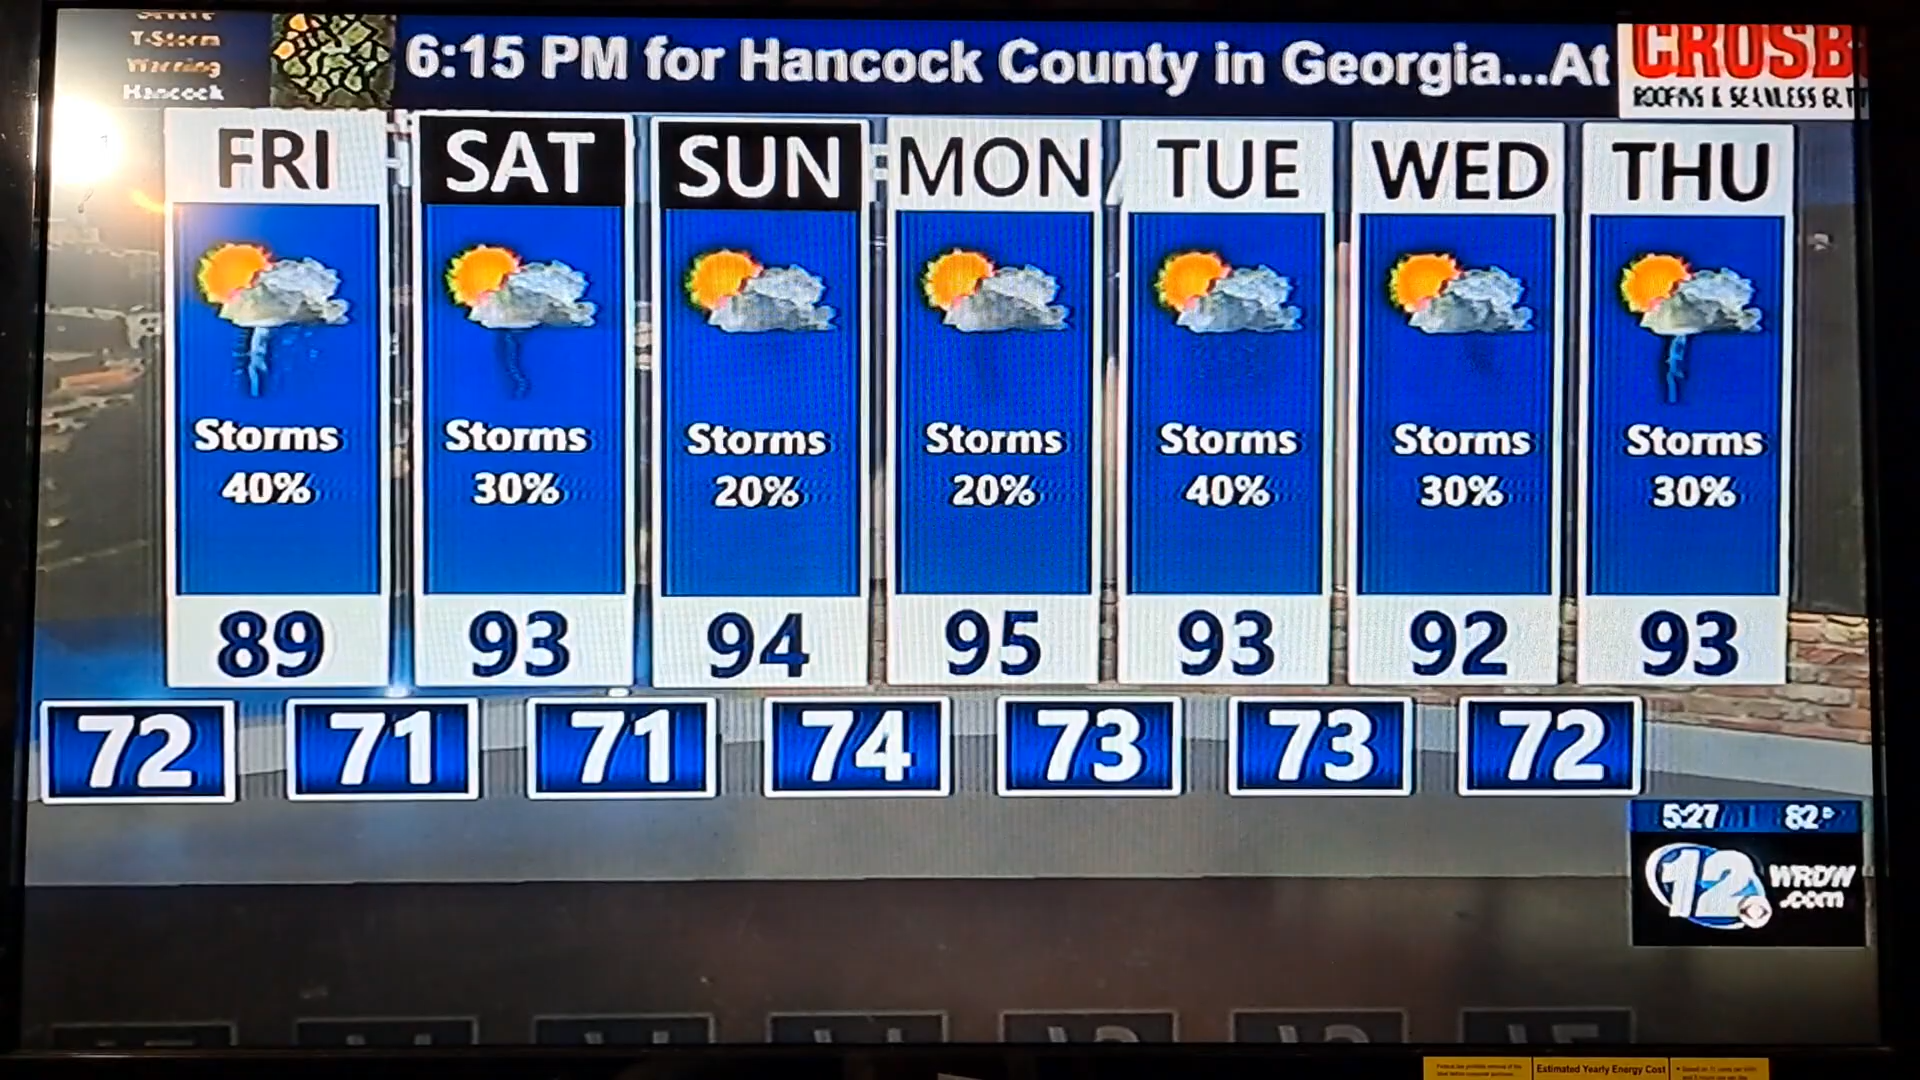 T-Storm
Warning
Hancock
6:15 PM for Hancock County in Georgia...At
CROSB
ROOFING & SEAMLESS GUT
FRI SAT SUN MON TUE WED THU
Storms Storms Storms Storms Storms Storms Storms
40% 30% 20% 20% 40% 30% 30%
89 93 94 95 93 92 93
72 71 71 74 73 73 72
5:27 82°
12 WRDW
.com
Estimated Yearly Energy Cost